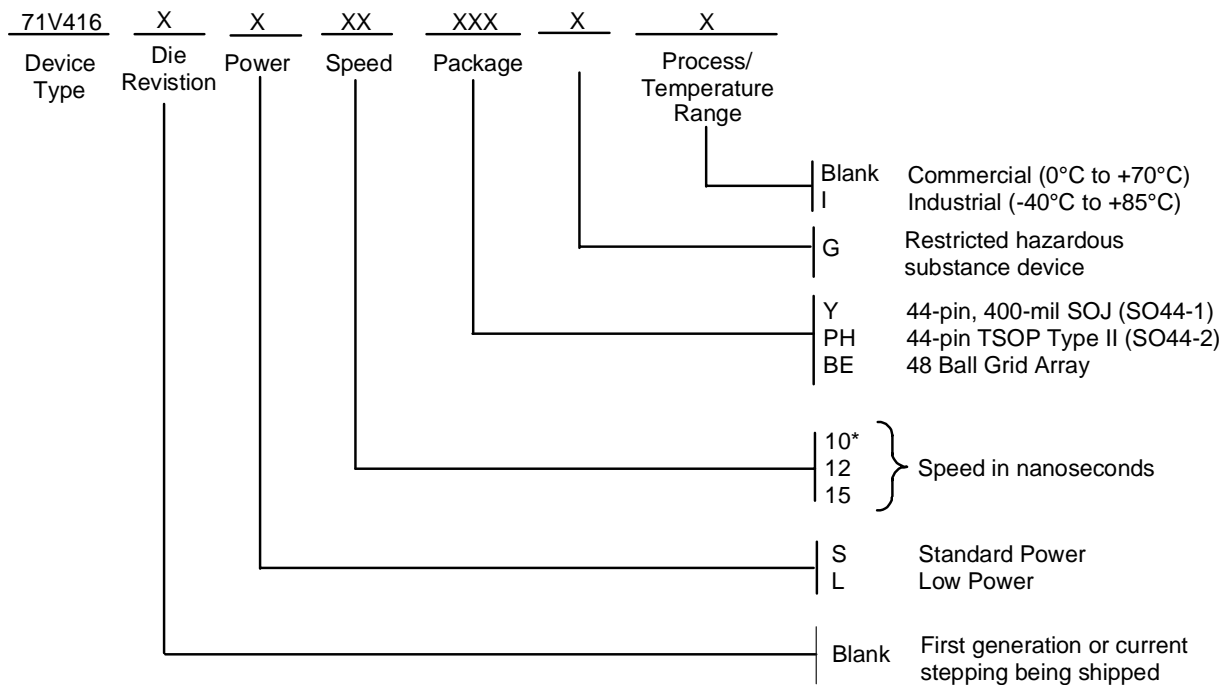 71V416 X X XX XXX X X
Device Type
Die Revistion
Power
Speed
Package
Process/
Temperature
Range
Blank Commercial (0°C to +70°C)
I Industrial (-40°C to +85°C)
G Restricted hazardous
substance device
Y 44-pin, 400-mil SOJ (SO44-1)
PH 44-pin TSOP Type II (SO44-2)
BE 48 Ball Grid Array
10*
12 Speed in nanoseconds
15
S Standard Power
L Low Power
Blank First generation or current
stepping being shipped